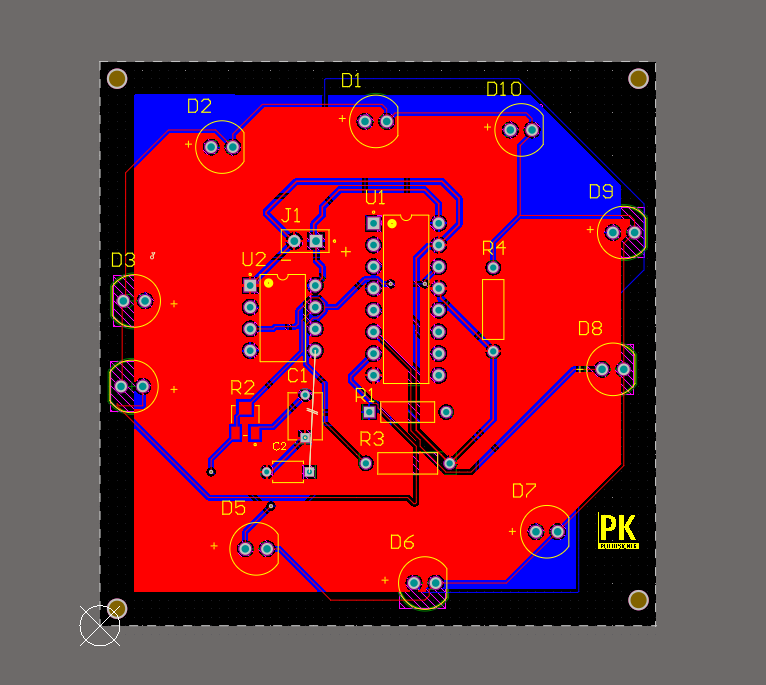 D1
D10
D2
+
+
+
D9
U1
J1
+
+
R4
U2
D3
+
D8
+
C1
+
R2
R1
C2
R3
D7
D5
PK
+
D6
+
+